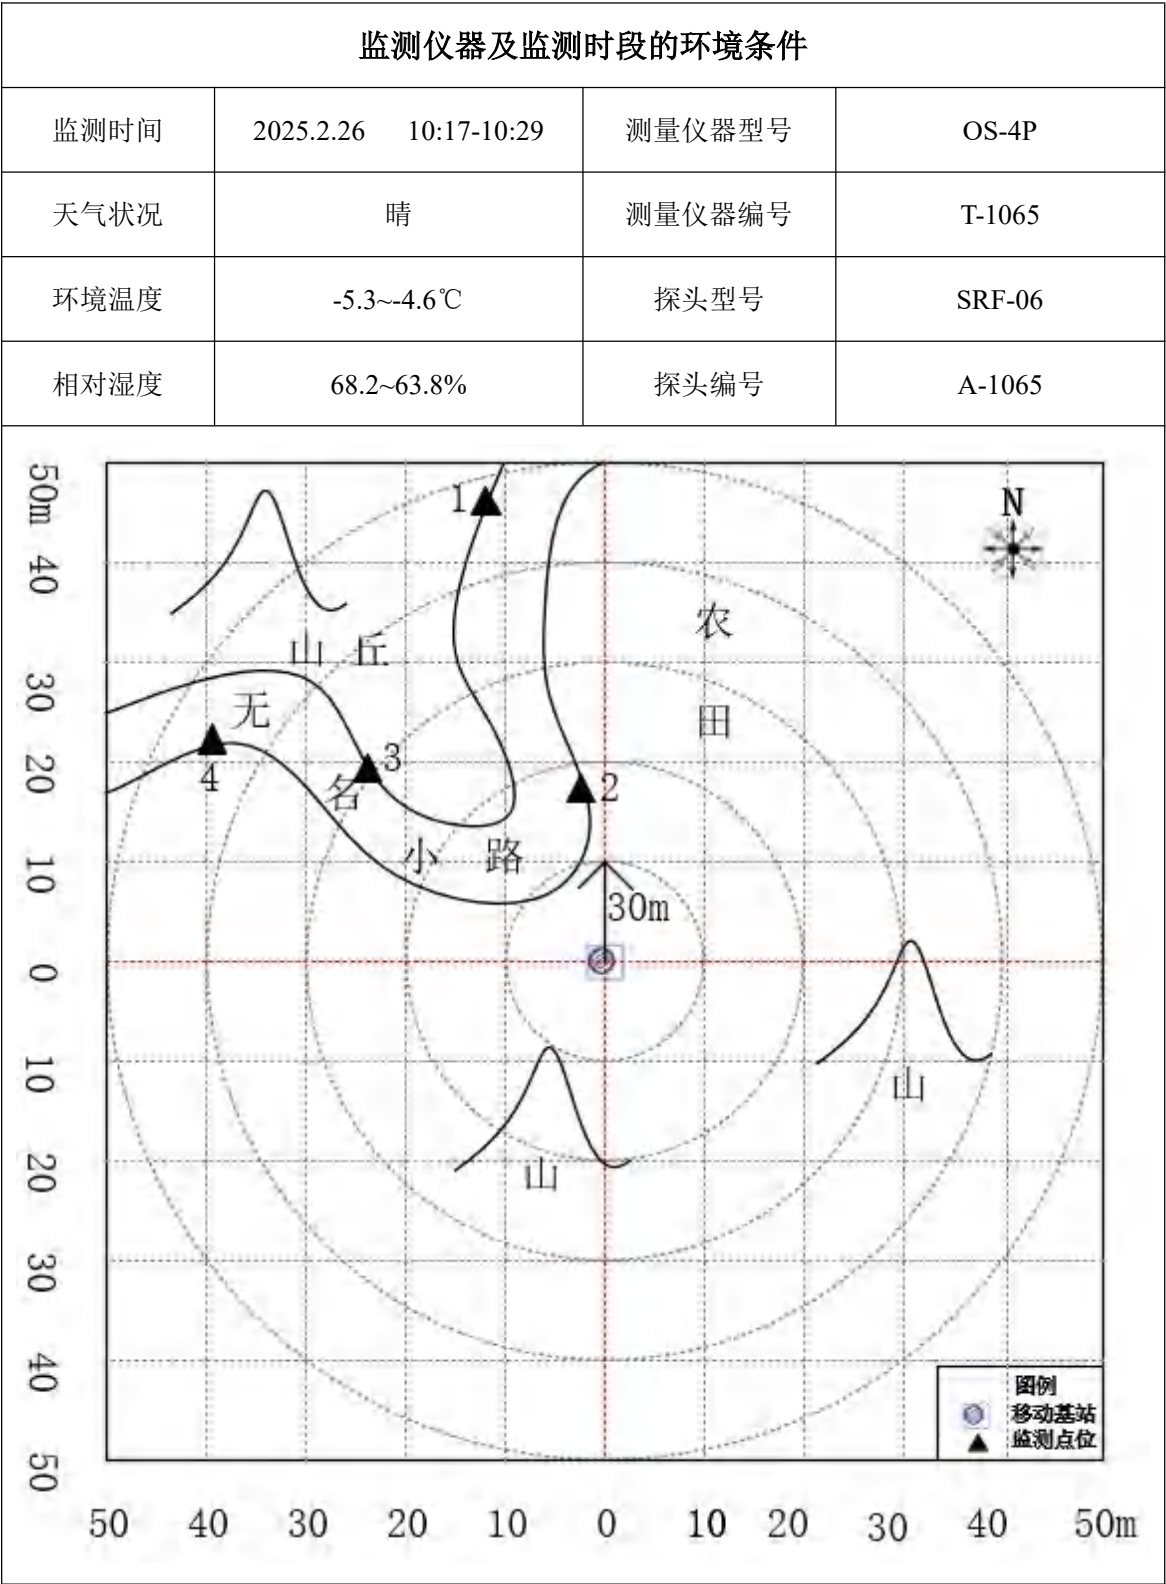 监测仪器及监测时段的环境条件
监测时间 2025.2.26 10:17-10:29 测量仪器型号 OS-4P
天气状况 晴 测量仪器编号 T-1065
环境温度 -5.3~-4.6℃ 探头型号 SRF-06
相对湿度 68.2~63.8% 探头编号 A-1065
50m
40
30
20
10
0
10
20
30
40
50
1
N
农
田
山丘
无
名
小路
3
4
2
30m
山
山
图例
移动基站
监测点位
50 40 30 20 10 0 10 20 30 40 50m